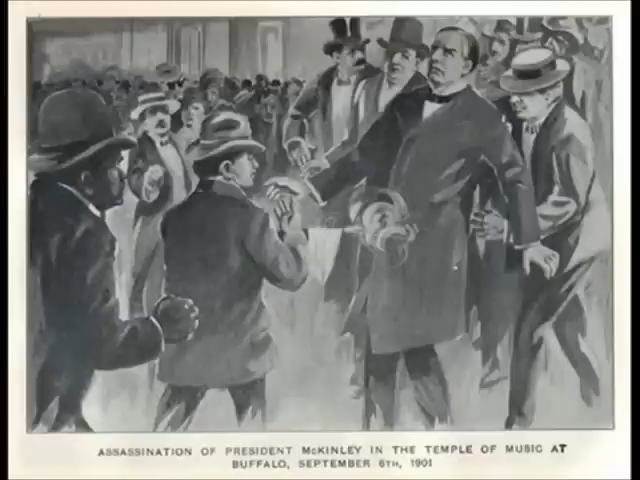 ASSASSINATION OF PRESIDENT McKINLEY IN THE TEMPLE OF MUSIC AT
BUFFALO, SEPTEMBER 6TH, 1901